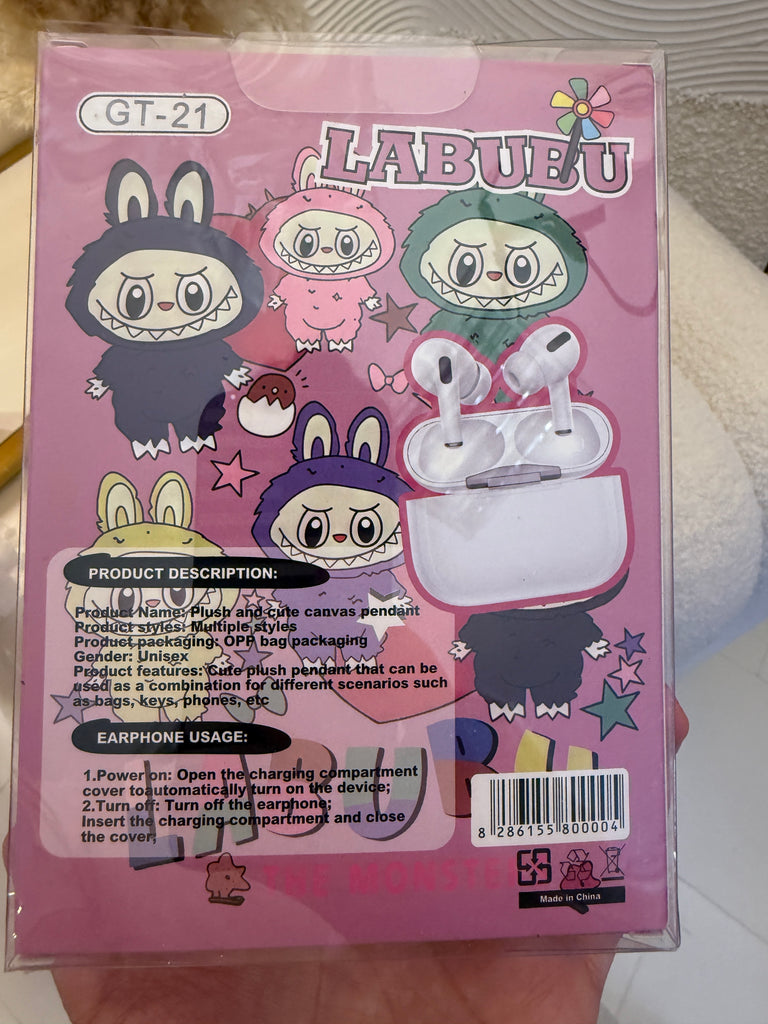 GT-21
LABUBU
PRODUCT DESCRIPTION:
Product Name: Plush and cute canvas pendant
Product styles: Multiple styles
Product packaging: OPP bag packaging
Gender: Unisex
Product features: Cute plush pendant that can be
used as a combination for different scenarios such
as bags, keys, phones, etc
EARPHONE USAGE:
1.Power on: Open the charging compartment
cover toautomatically turn on the device;
2.Turn off: Turn off the earphone;
Insert the charging compartment and close
the cover;
LABUBU
8 286155 800004
THE MONSTE
Made in China